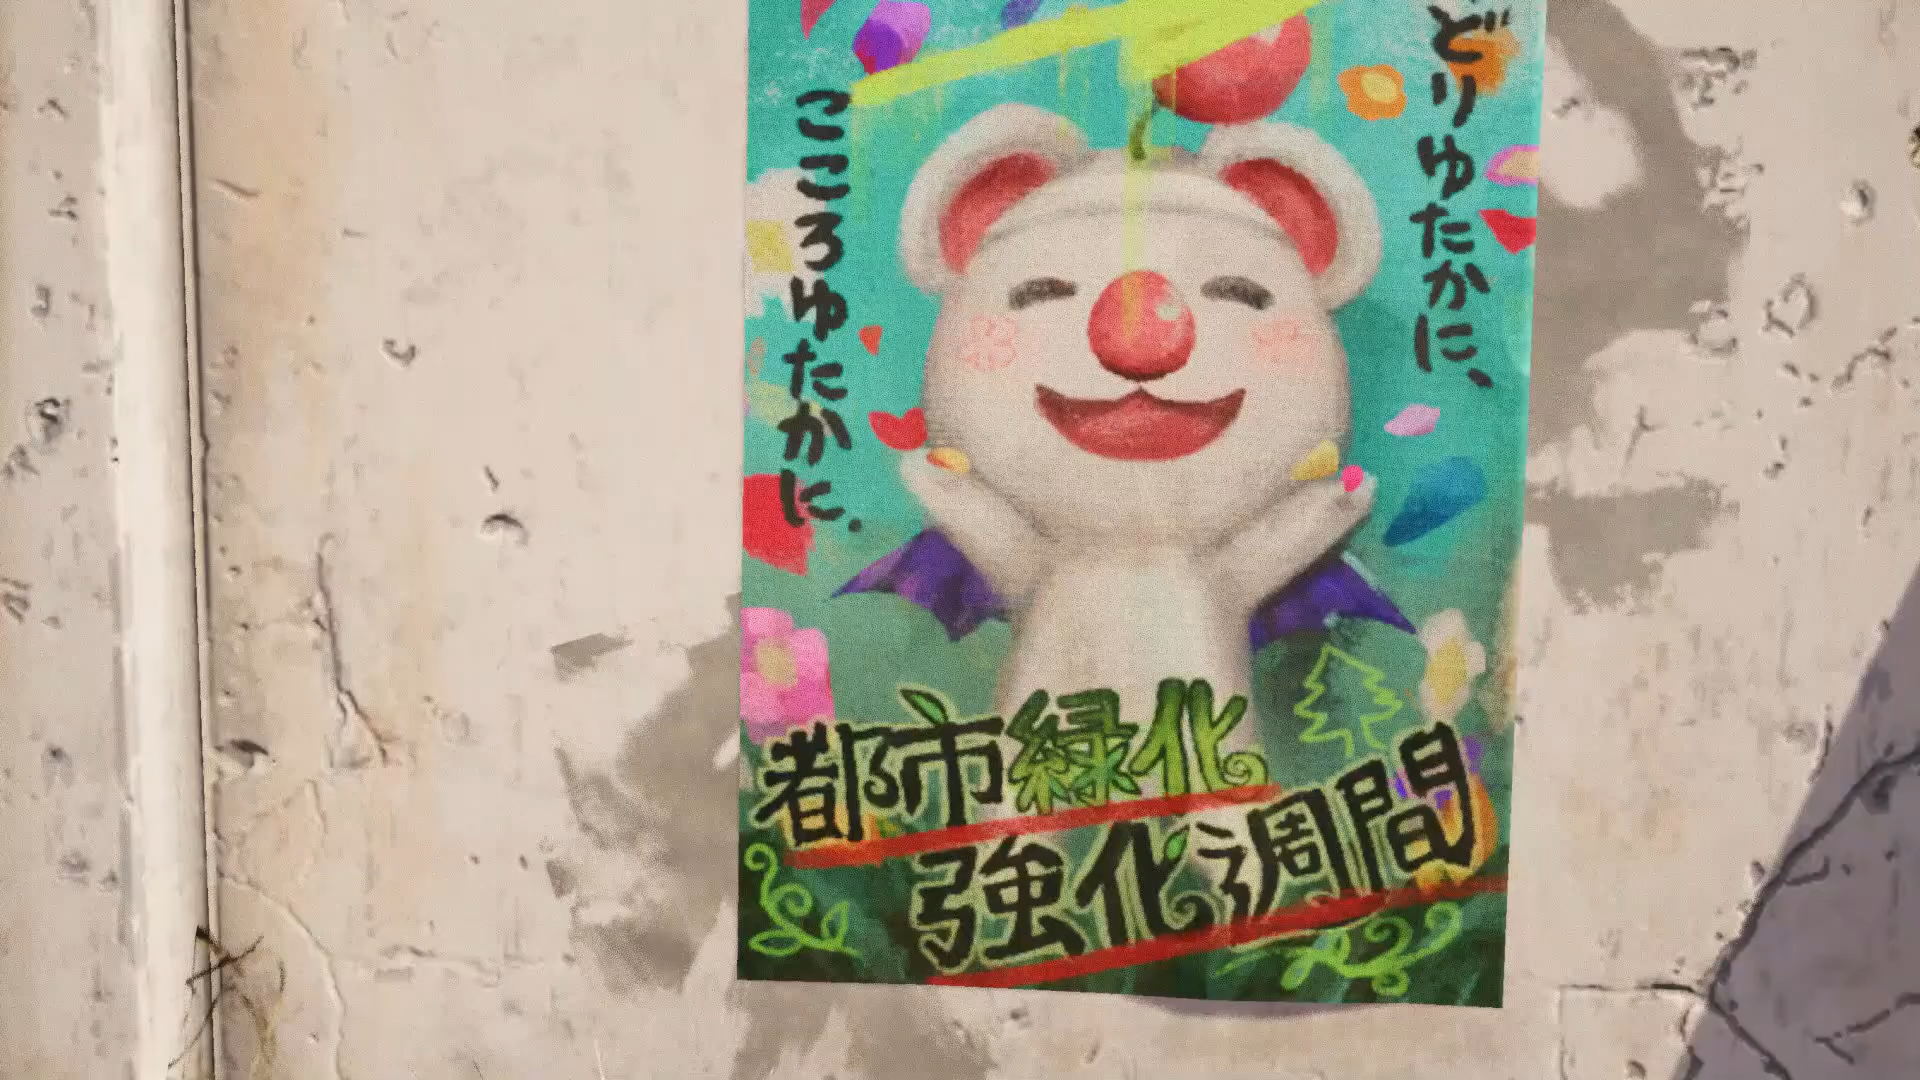 どりゆたかに、
こころゆたかに．
都市緑化
強化週間